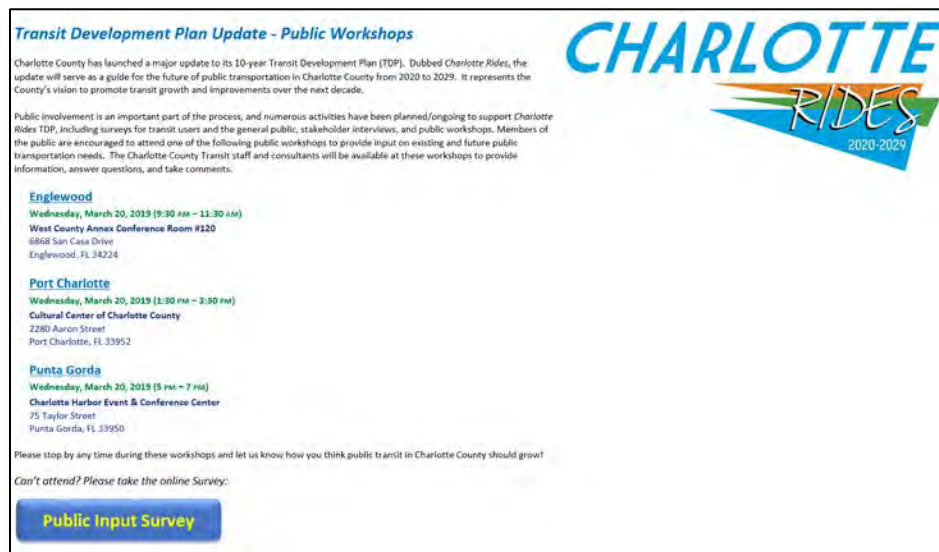 Transit Development Plan Update - Public Workshops
CHARLOTTE
RIDES
2020-2029
Charlotte County has launched a major update to its 10-year Transit Development Plan (TDP). Dubbed Charlotte Rides, the
update will serve as a guide for the future of public transportation in Charlotte County from 2020 to 2029. It represents the
County's vision to promote transit growth and improvements over the next decade.
Public involvement is an important part of the process, and numerous activities have been planned/ongoing to support Charlotte
Rides TDP, including surveys for transit users and the general public, stakeholder interviews, and public workshops. Members of
the public are encouraged to attend one of the following public workshops to provide input on existing and future public
transportation needs. The Charlotte County Transit staff and consultants will be available at these workshops to provide
information, answer questions, and take comments.
Englewood
Wednesday, March 20, 2019 (9:30 AM – 11:30 AM)
West County Annex Conference Room #120
6868 San Casa Drive
Englewood, FL 34224
Port Charlotte
Wednesday, March 20, 2019 (1:30 PM – 3:30 PM)
Cultural Center of Charlotte County
2280 Aaron Street
Port Charlotte, FL 33952
Punta Gorda
Wednesday, March 20, 2019 (5 PM – 7 PM)
Charlotte Harbor Event & Conference Center
75 Taylor Street
Punta Gorda, FL 33950
Please stop by any time during these workshops and let us know how you think public transit in Charlotte County should grow!
Can't attend? Please take the online Survey:
Public Input Survey